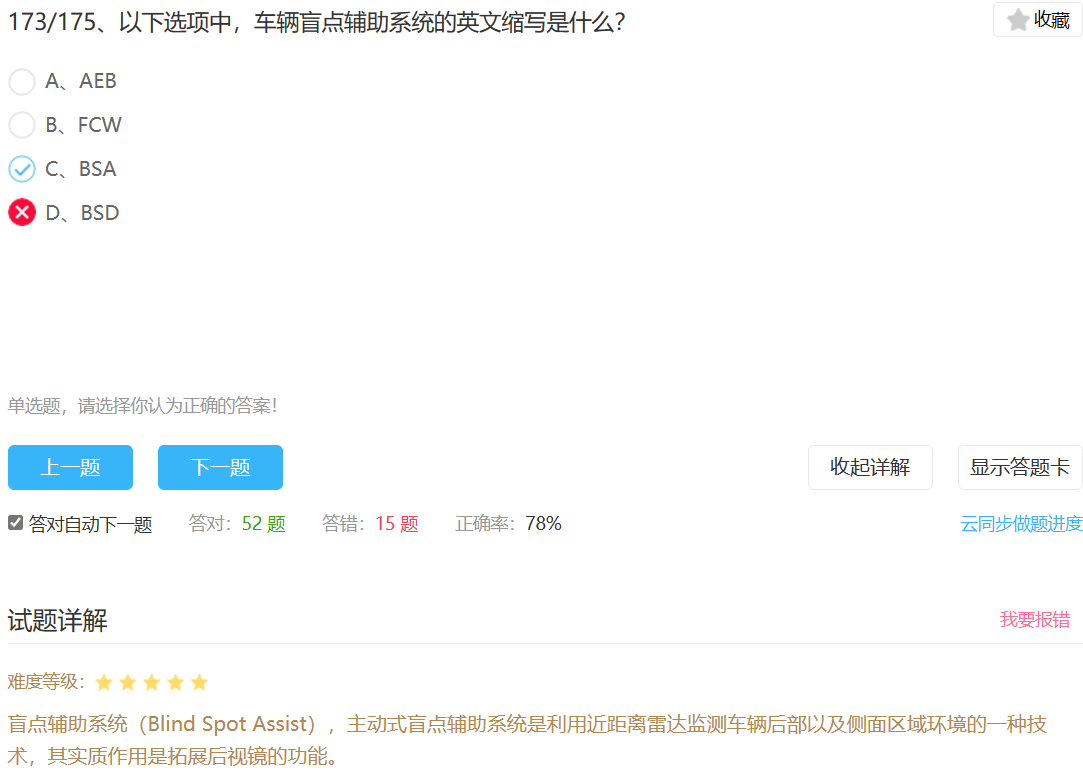 173/175、以下选项中，车辆盲点辅助系统的英文缩写是什么？
收藏
A、AEB
B、FCW
C、BSA
D、BSD
单选题，请选择你认为正确的答案！
上一题 下一题 收起详解 显示答题卡
答对自动下一题 答对：52 题 答错：15 题 正确率：78% 云同步做题进度
试题详解 我要报错
难度等级：
盲点辅助系统（Blind Spot Assist），主动式盲点辅助系统是利用近距离雷达监测车辆后部以及侧面区域环境的一种技
术，其实质作用是拓展后视镜的功能。